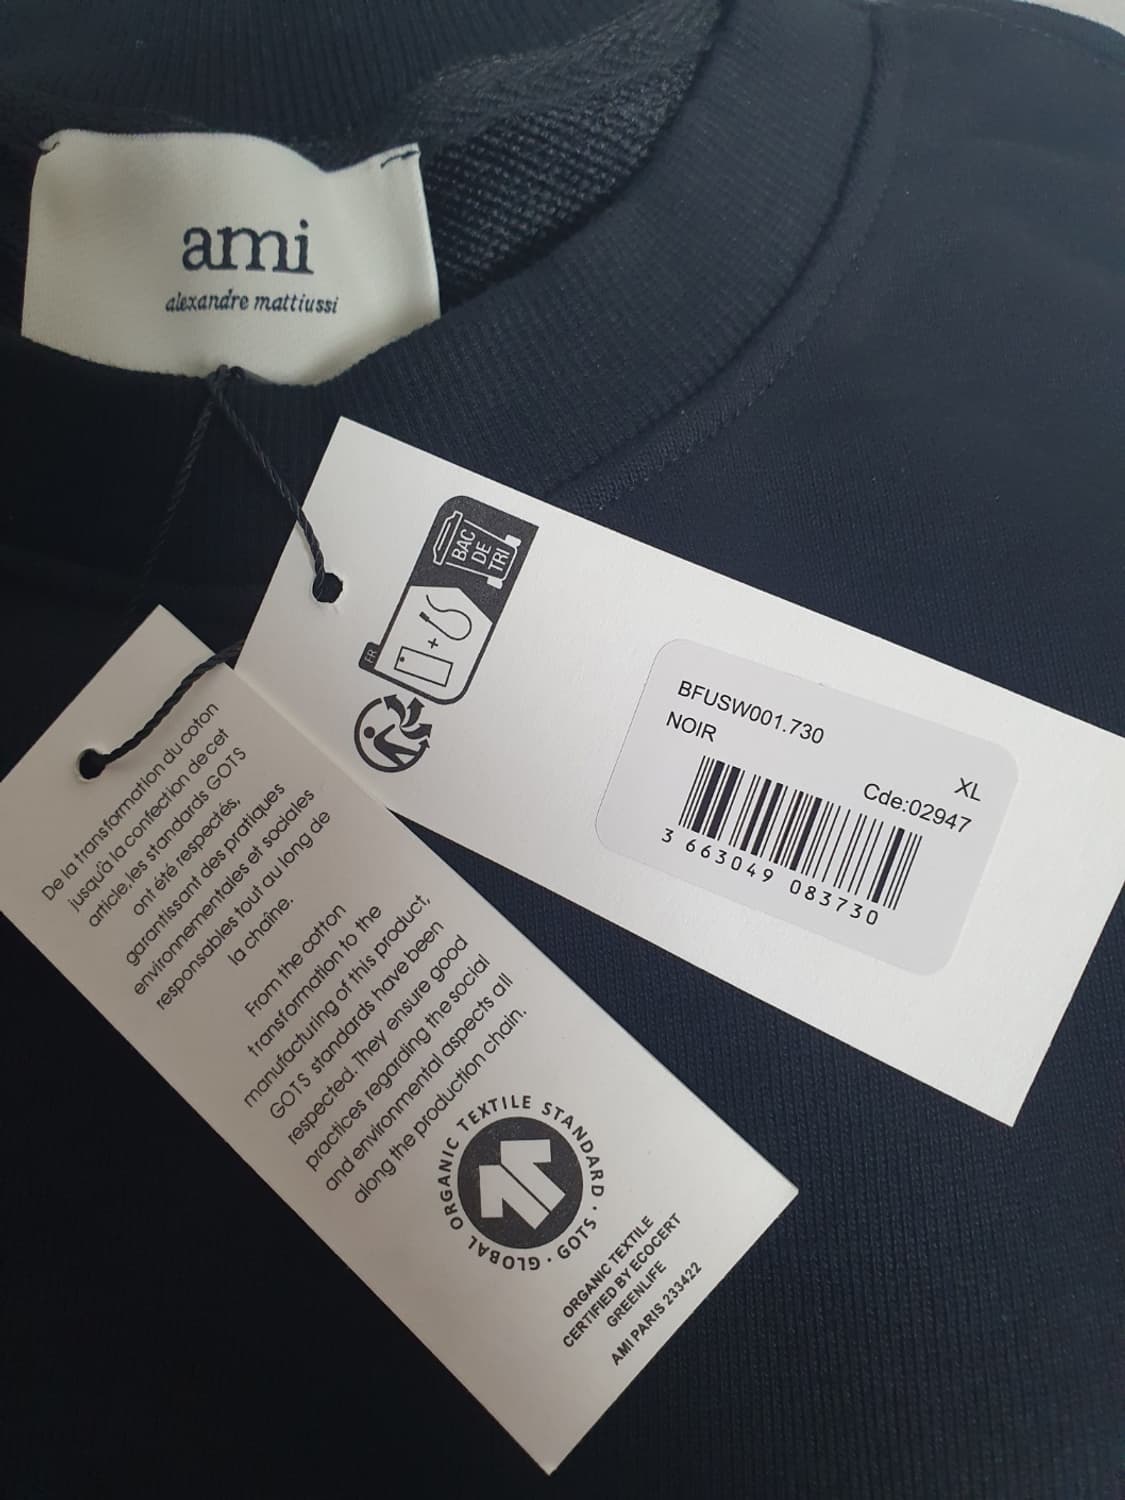 ami
alexandre mattiussi
BAC
DE
TRI
FR
BFUSW001.730
NOIR
XL
Cde:02947
3 663049 083730
De la transformation du coton
jusqu'à la confection de cet
article,les standards GOTS
ont été respectés,
garantissant des pratiques
environnementales et sociales
responsables tout au long de
la chaîne.
From the cotton
transformation to the
manufacturing of this product,
GOTS standards have been
respected. They ensure good
practices regarding the social
and environmental aspects all
along the production chain.
GLOBAL ORGANIC TEXTILE STANDARD · GOTS ·
ORGANIC TEXTILE
CERTIFIED BY ECOCERT
GREENLIFE
AMI PARIS 233422